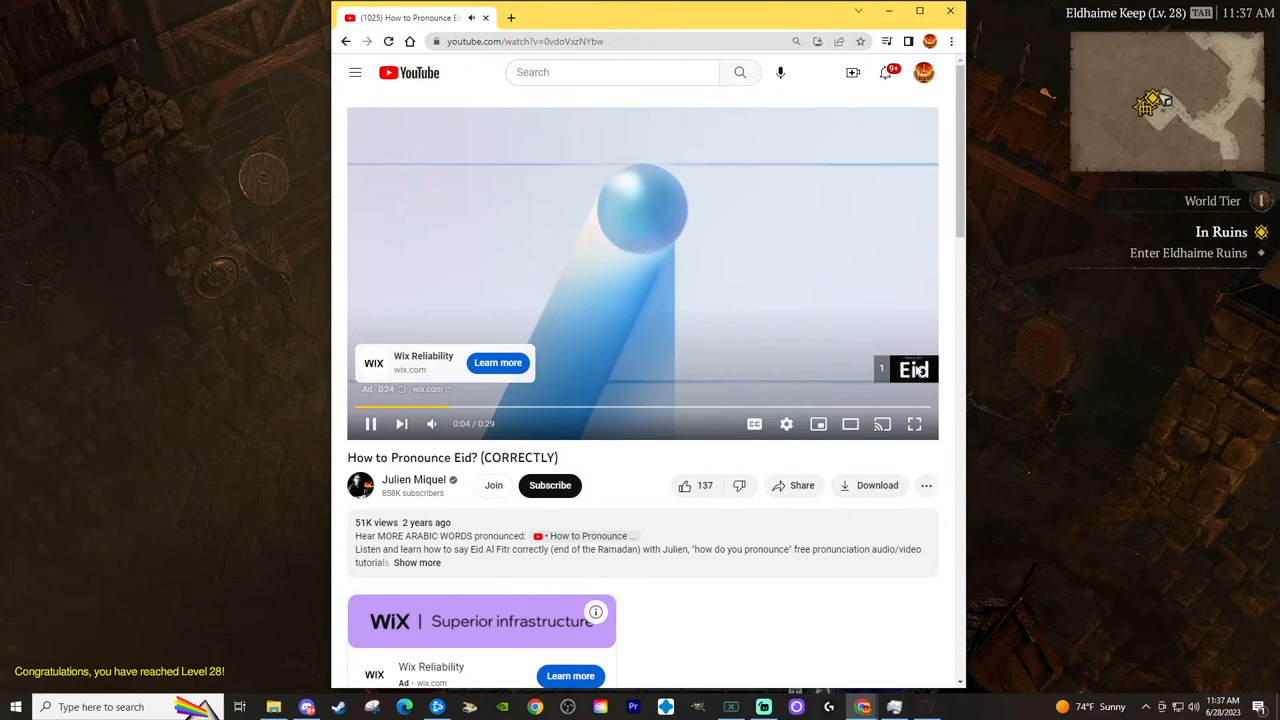 (1025) How to Pronounce Eid
youtube.com/watch?v=0vdoVxzNYbw
Eldhaime Keep (Lv. 28) TAB 11:37 AM
YouTube
Search
9+
World Tier I
In Ruins
Enter Eldhaime Ruins
WIX
Wix Reliability
wix.com
Learn more
1
Eid
Ad · 0:24 wix.com
0:04 / 0:29
CC
How to Pronounce Eid? (CORRECTLY)
Julien Miquel
858K subscribers
Join
Subscribe
137
Share
Download
51K views 2 years ago
Hear MORE ARABIC WORDS pronounced: • How to Pronounce ...
Listen and learn how to say Eid Al Fitr correctly (end of the Ramadan) with Julien, "how do you pronounce" free pronunciation audio/video
tutorials. Show more
WIX | Superior infrastructure
WIX
Wix Reliability
Ad · wix.com
Learn more
Congratulations, you have reached Level 28!
Type here to search
74°F Sunny
11:37 AM
6/28/2023